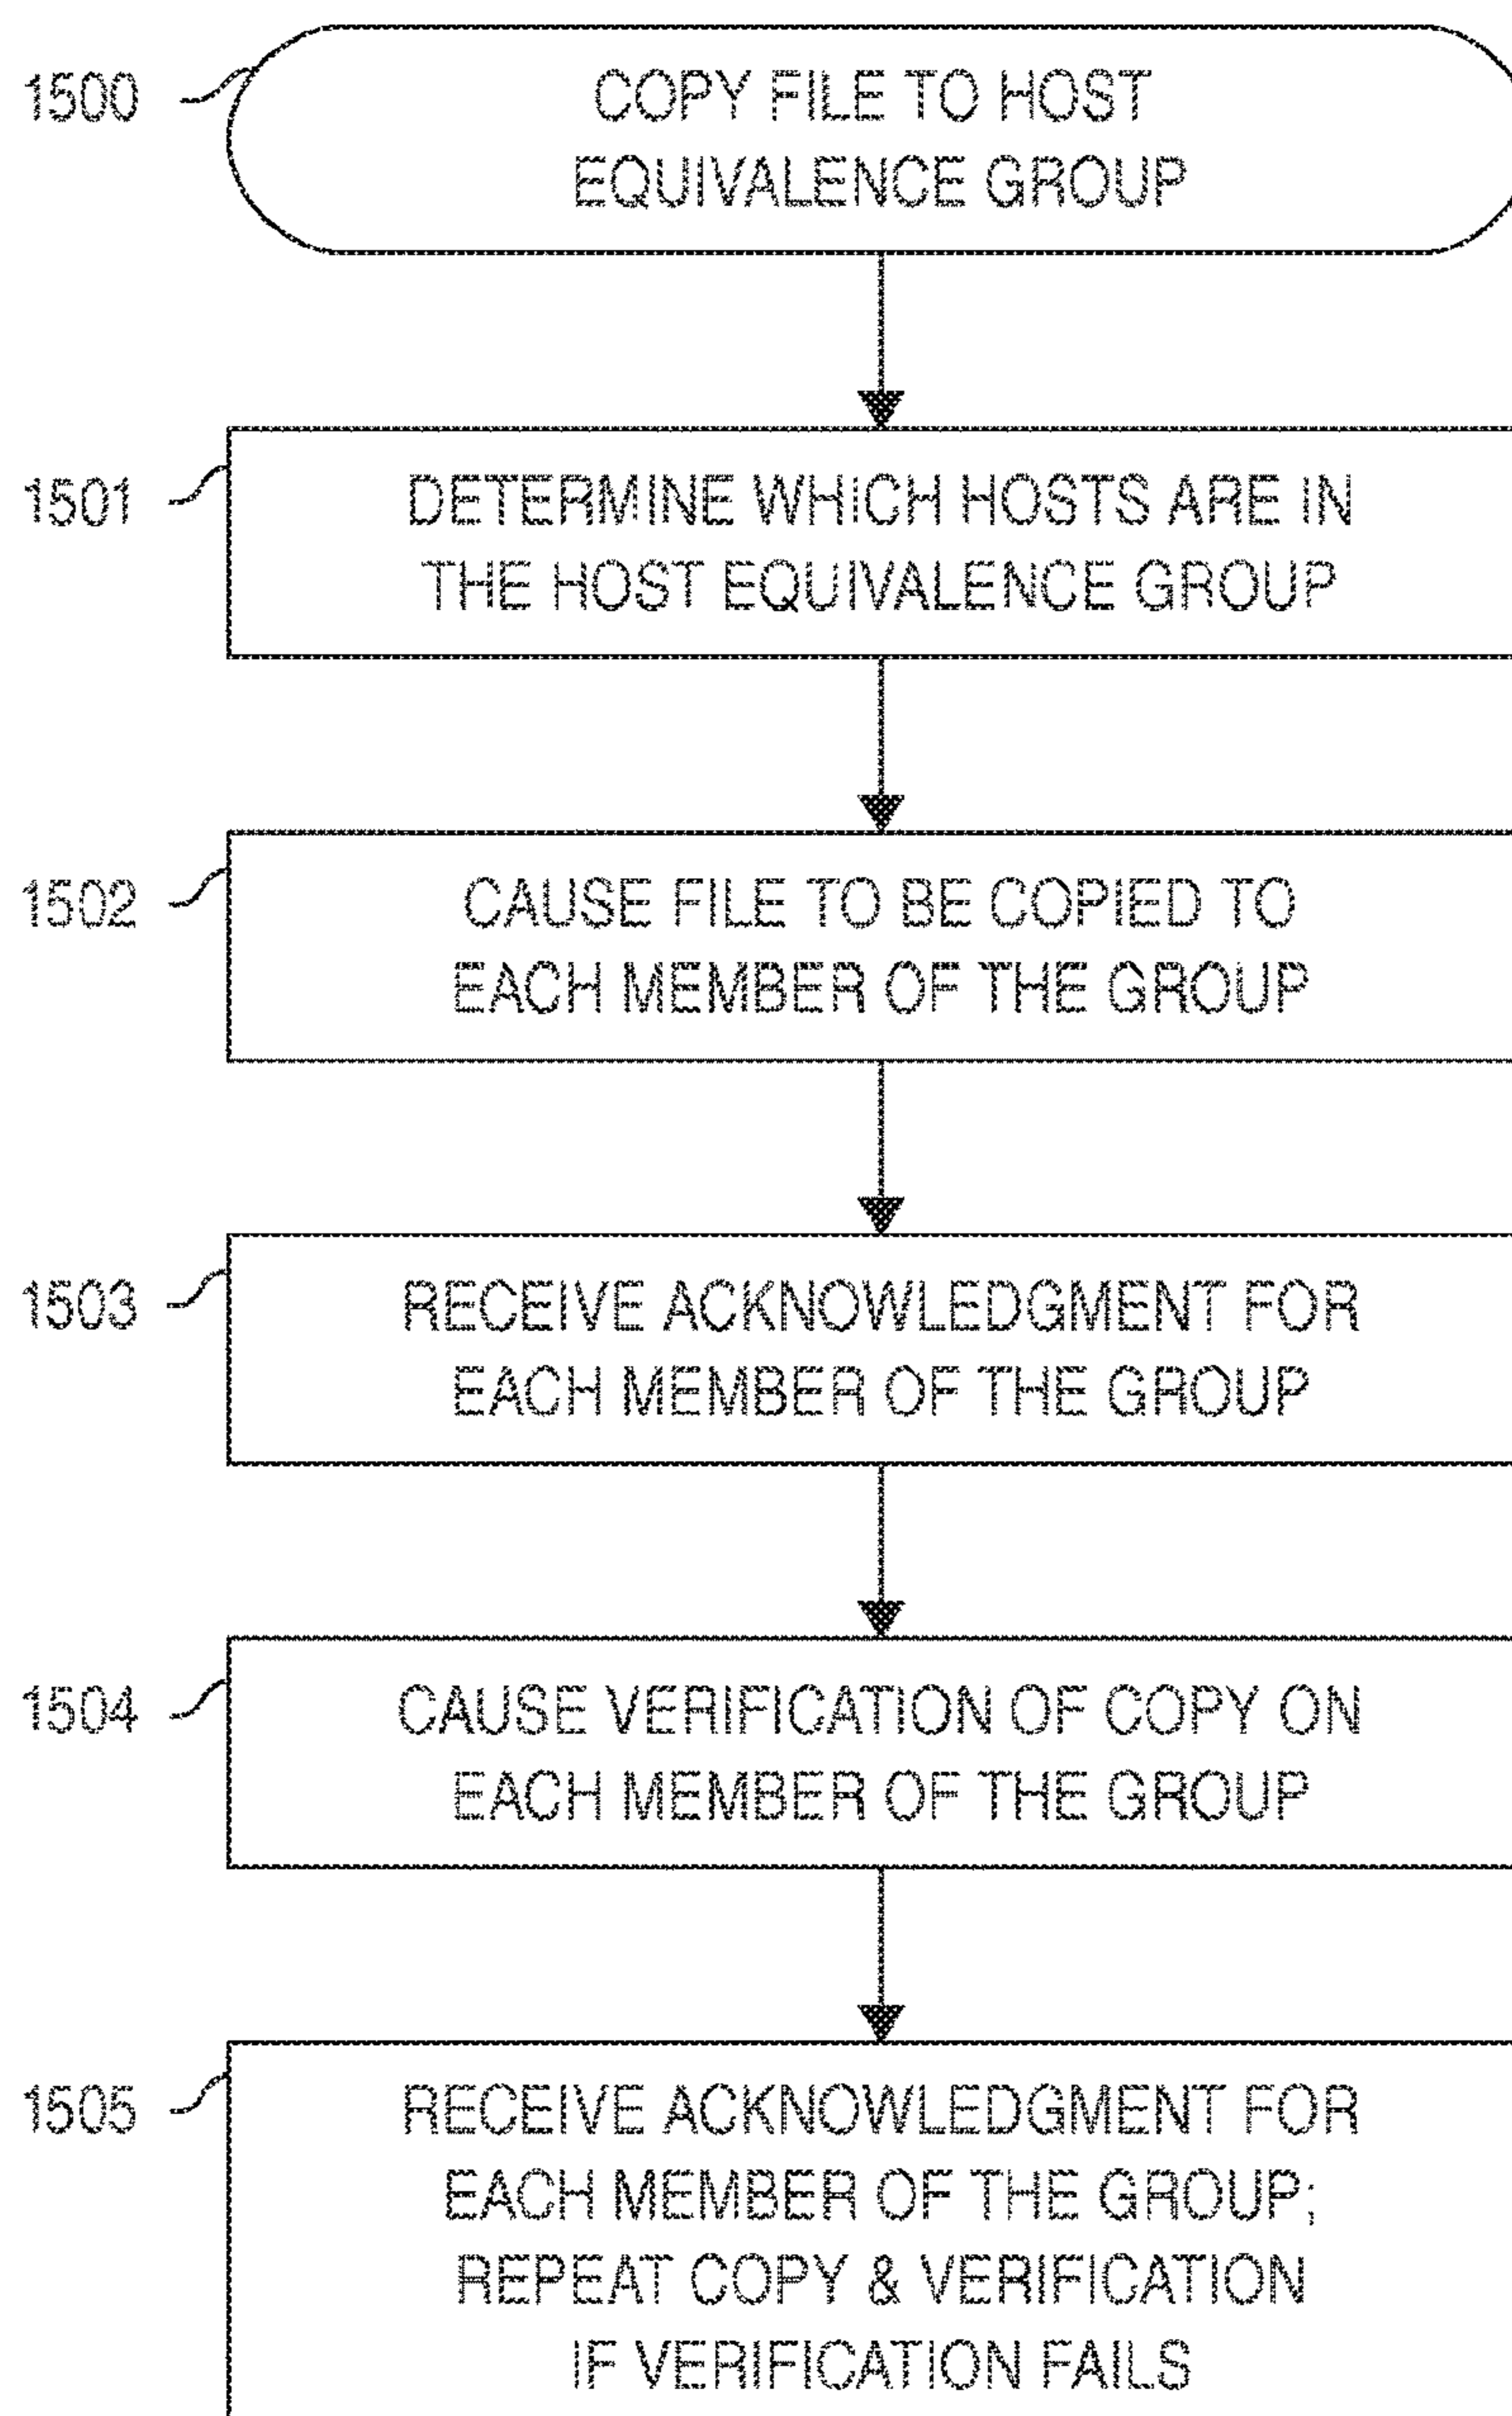 1500
COPY FILE TO HOST
EQUIVALENCE GROUP
1501
DETERMINE WHICH HOSTS ARE IN
THE HOST EQUIVALENCE GROUP
1502
CAUSE FILE TO BE COPIED TO
EACH MEMBER OF THE GROUP
1503
RECEIVE ACKNOWLEDGMENT FOR
EACH MEMBER OF THE GROUP
1504
CAUSE VERIFICATION OF COPY ON
EACH MEMBER OF THE GROUP
1505
RECEIVE ACKNOWLEDGMENT FOR
EACH MEMBER OF THE GROUP;
REPEAT COPY & VERIFICATION
IF VERIFICATION FAILS